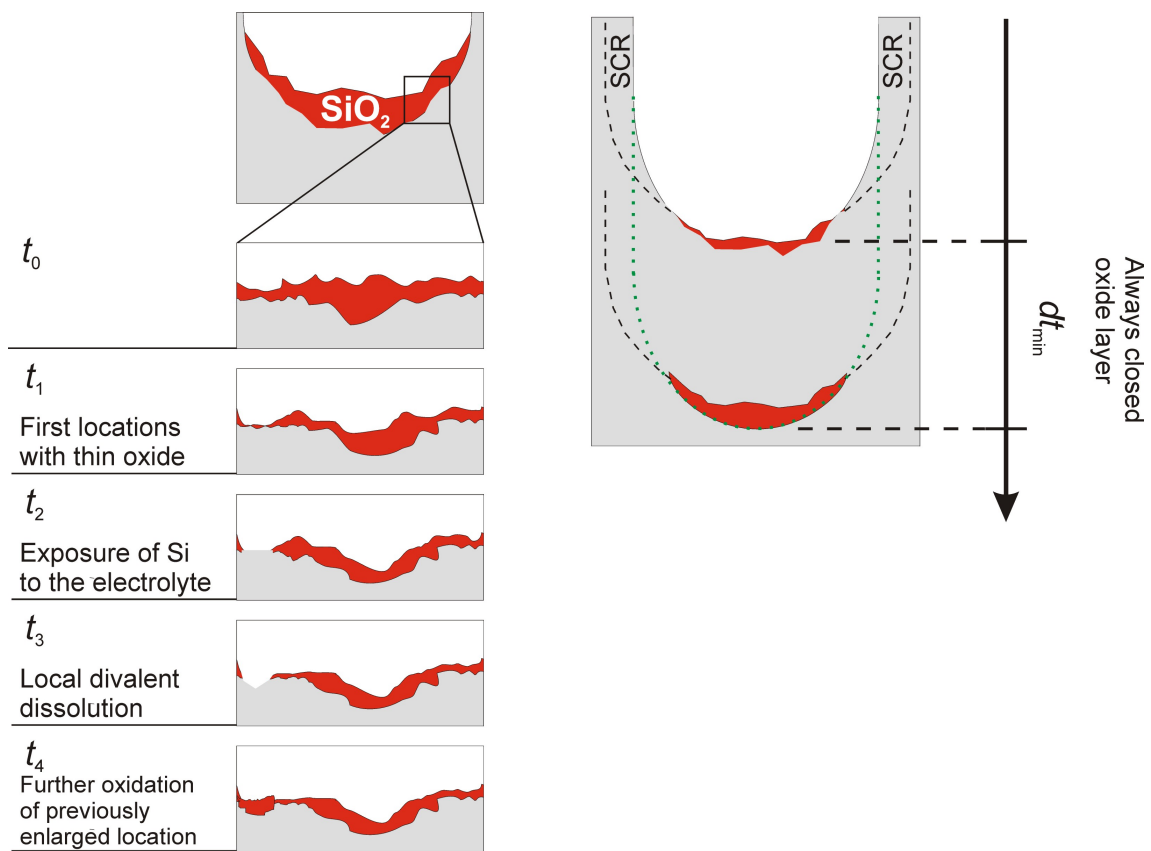 SiO₂
t₀
t₁
First locations
with thin oxide
t₂
Exposure of Si
to the electrolyte
t₃
Local divalent
dissolution
t₄
Further oxidation
of previously
enlarged location
SCR
SCR
dt_min
Always closed
oxide layer